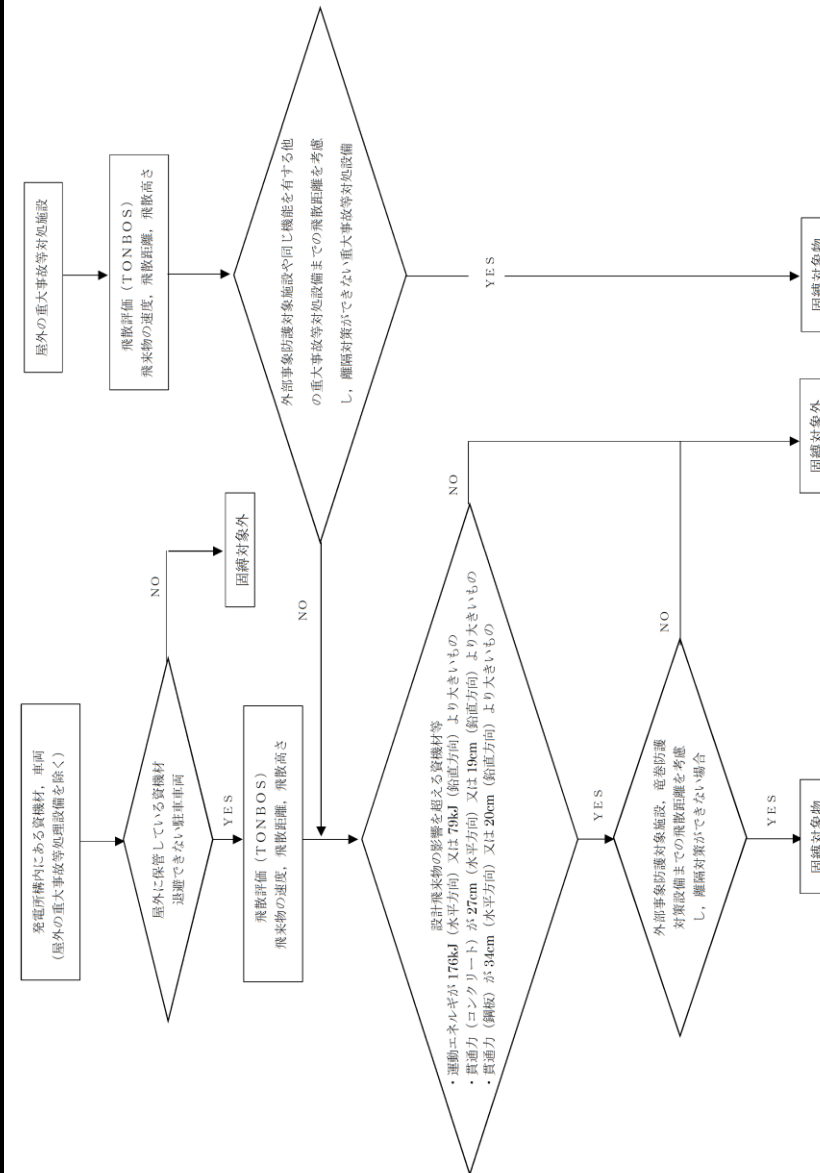 発電所構内にある資機材，車両
（屋外の重大事故等処理設備を除く）
屋外に保管している資機材
退避できない駐車車両
NO
固縛対象外
YES
飛散評価（TONBOS）
飛来物の速度，飛散距離，飛散高さ
屋外の重大事故等対処施設
飛散評価（TONBOS）
飛来物の速度，飛散距離，飛散高さ
外部事象防護対象施設や同じ機能を有する他
の重大事故等対処設備までの飛散距離を考慮
し，離隔対策ができない重大事故等対処設備
NO
YES
固縛対象物
設計飛来物の影響を超える資機材等
・運動エネルギが 176kJ（水平方向）又は 79kJ（鉛直方向）より大きいもの
・貫通力（コンクリート）が 27cm（水平方向）又は 19cm（鉛直方向）より大きいもの
・貫通力（鋼板）が 34cm（水平方向）又は 20cm（鉛直方向）より大きいもの
NO
YES
外部事象防護対象施設，竜巻防護
対策設備までの飛散距離を考慮
し，離隔対策ができない場合
NO
固縛対象外
YES
固縛対象物